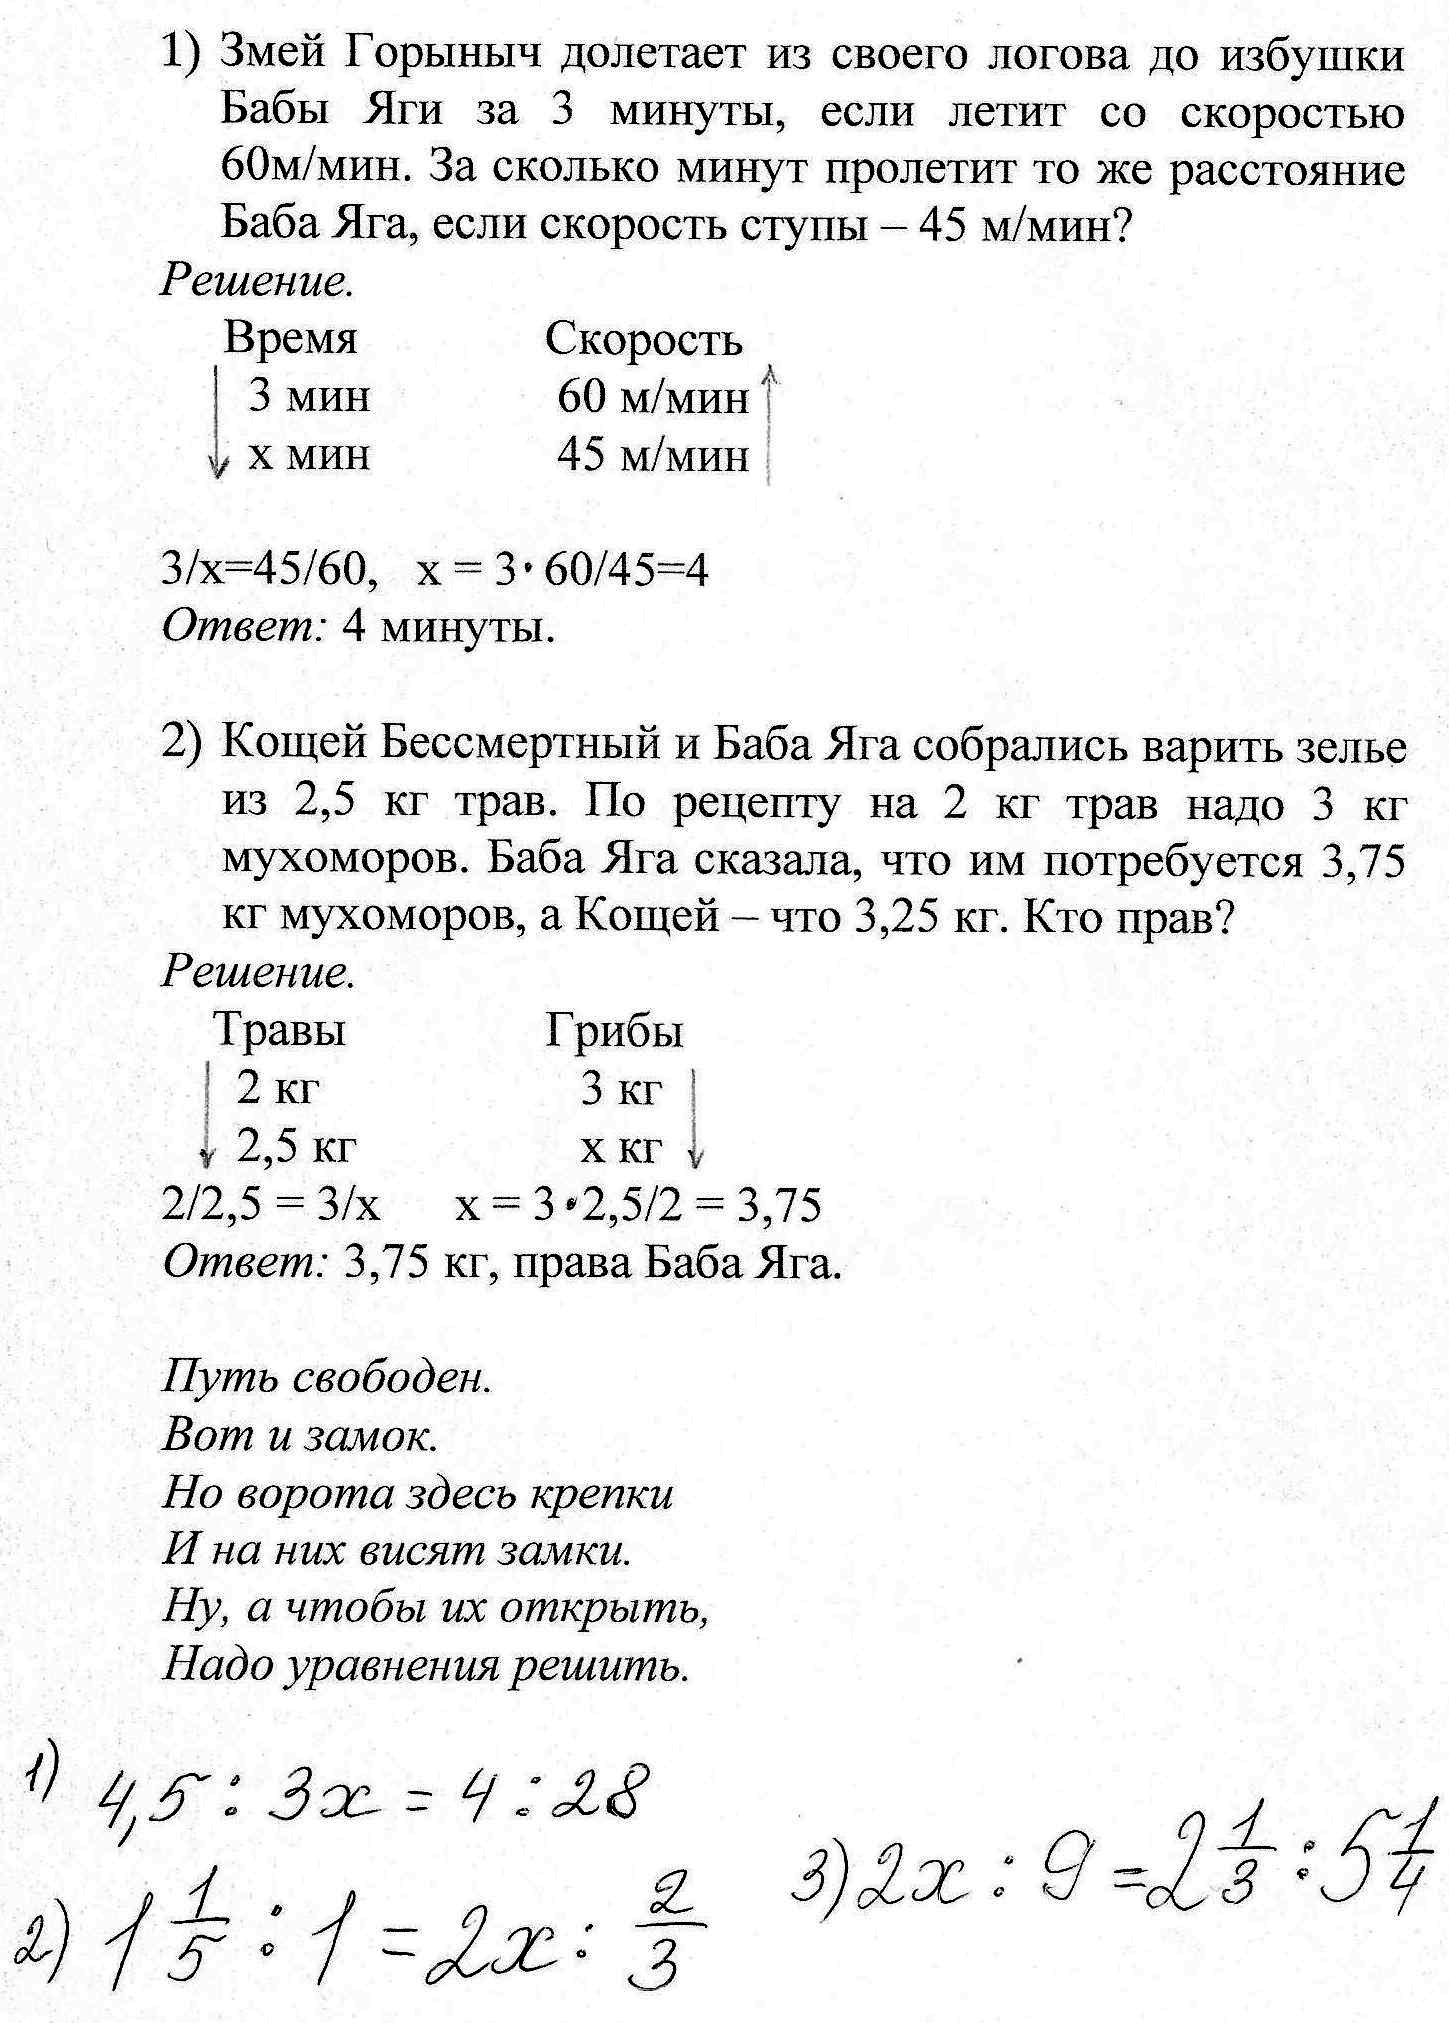 1) Змей Горыныч долетает из своего логова до избушки
Бабы Яги за 3 минуты, если летит со скоростью
60м/мин. За сколько минут пролетит то же расстояние
Баба Яга, если скорость ступы – 45 м/мин?
Решение.
Время Скорость
3 мин 60 м/мин
х мин 45 м/мин
3/х=45/60, х = 3· 60/45=4
Ответ: 4 минуты.
2) Кощей Бессмертный и Баба Яга собрались варить зелье
из 2,5 кг трав. По рецепту на 2 кг трав надо 3 кг
мухоморов. Баба Яга сказала, что им потребуется 3,75
кг мухоморов, а Кощей – что 3,25 кг. Кто прав?
Решение.
Травы Грибы
2 кг 3 кг
2,5 кг х кг
2/2,5 = 3/х х = 3·2,5/2 = 3,75
Ответ: 3,75 кг, права Баба Яга.
Путь свободен.
Вот и замок.
Но ворота здесь крепки
И на них висят замки.
Ну, а чтобы их открыть,
Надо уравнения решить.
1) 4,5 : 3х = 4 : 28
2) 1 1/5 : 1 = 2х : 2/3
3) 2х : 9 = 2 1/3 : 5 1/4